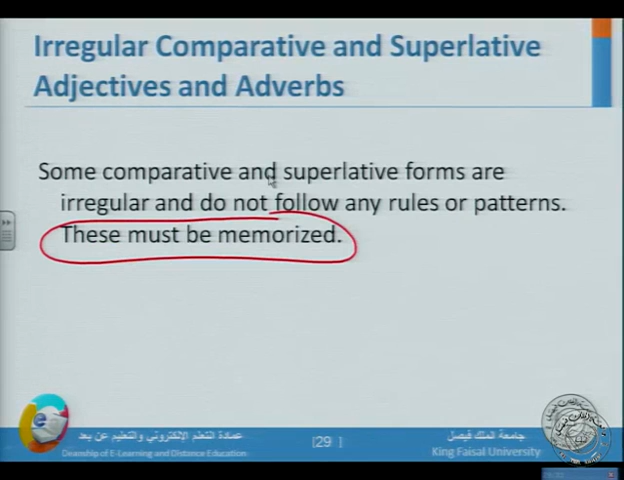 Irregular Comparative and Superlative
Adjectives and Adverbs
Some comparative and superlative forms are
irregular and do not follow any rules or patterns.
These must be memorized.
عمادة التعلم الإلكتروني والتعليم عن بعد
[29 ]
جامعة الملك فيصل
Deanship of E-Learning and Distance Education
King Faisal University